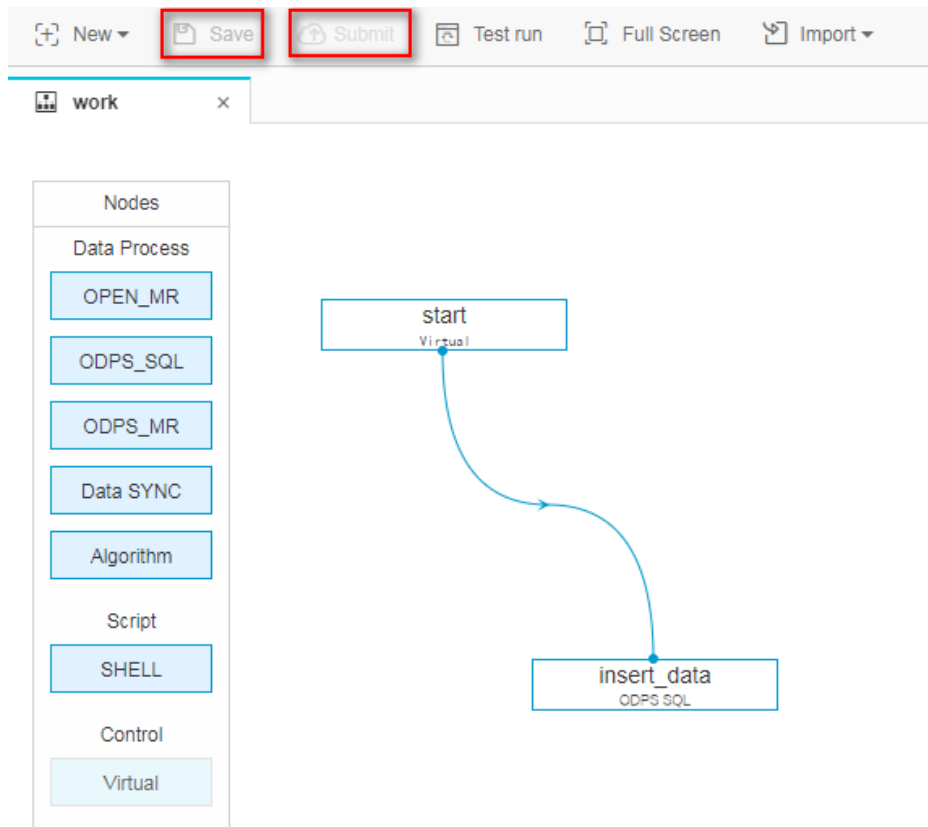 New Save Submit Test run Full Screen Import
work
Nodes
Data Process
OPEN_MR
ODPS_SQL
ODPS_MR
Data SYNC
Algorithm
Script
SHELL
Control
Virtual
start
Virtual
insert_data
ODPS SQL